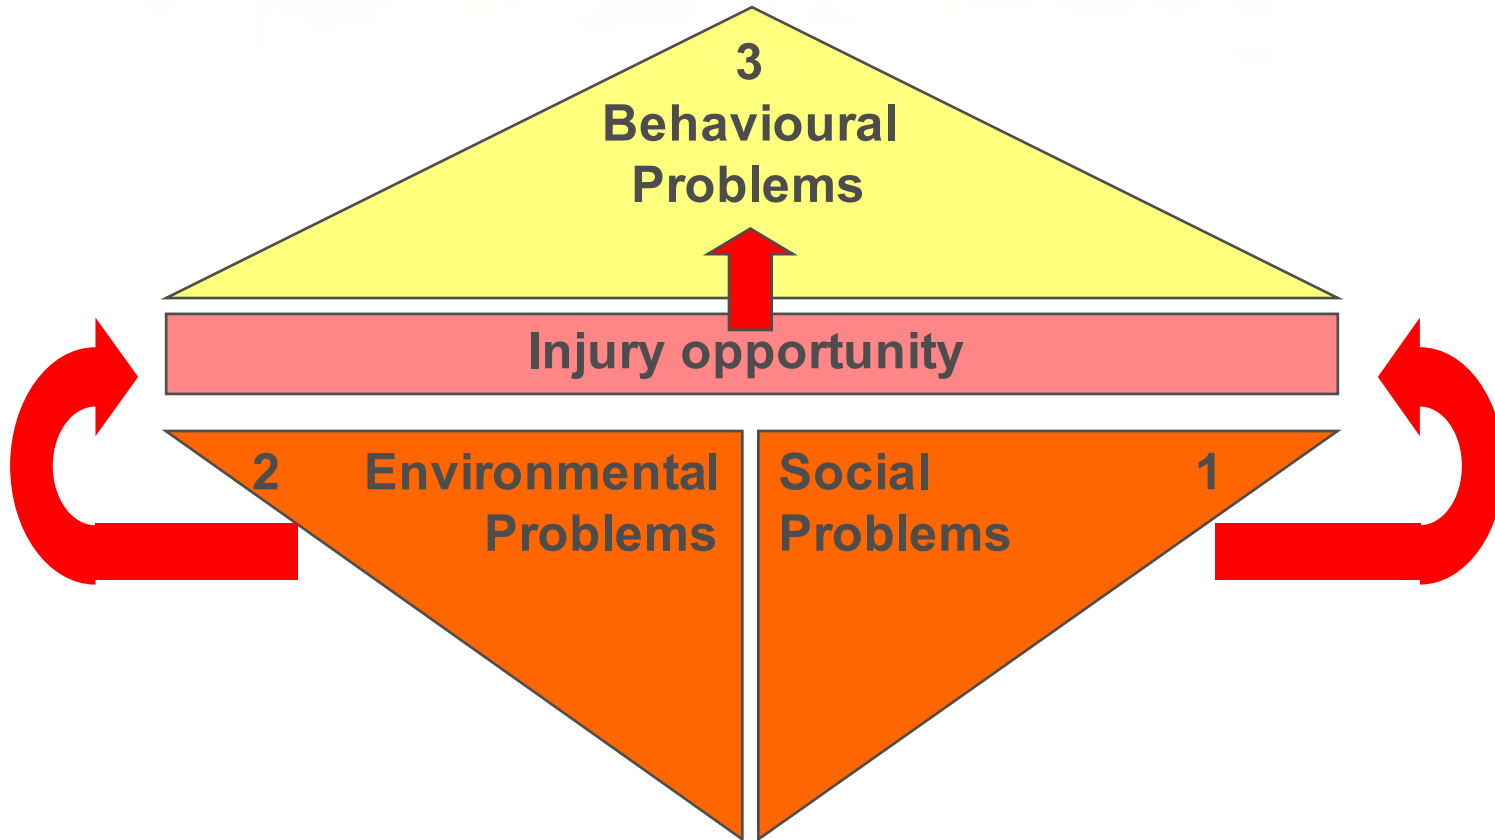 3
Behavioural
Problems
Injury opportunity
2 Environmental
Problems
Social 1
Problems